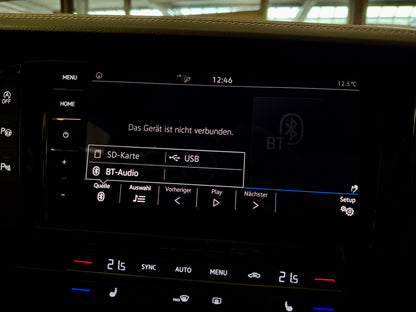 MENU
12:46
12.5°C
OFF
HOME
BT
Das Gerät ist nicht verbunden.
SD-Karte
USB
BT-Audio
Quelle
Auswahl
Vorheriger
Play
Nächster
Setup
+
-
P
P
21.5
SYNC
AUTO
MENU
21.5
MAX